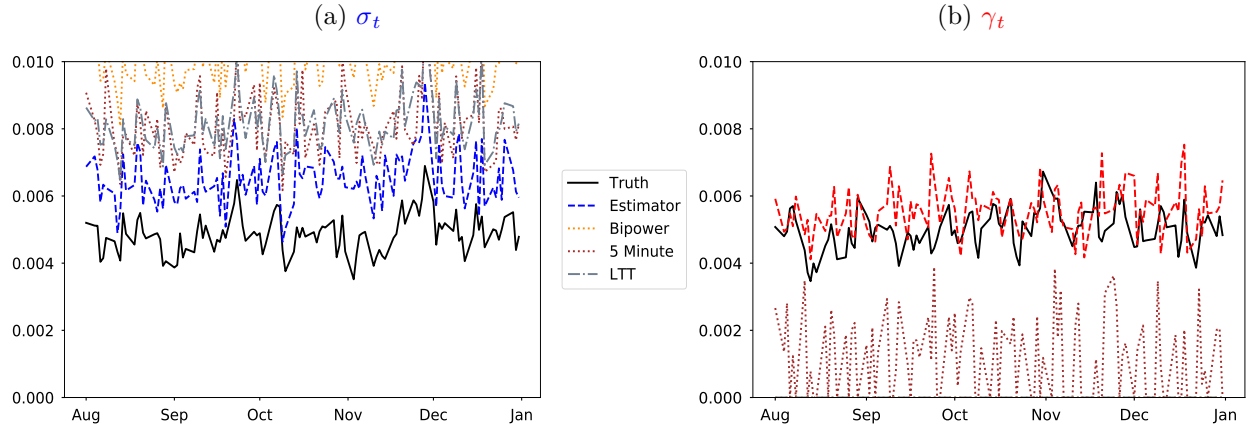 (a) σt
(b) γt
0.010
0.008
0.006
0.004
0.002
0.000
Aug Sep Oct Nov Dec Jan
Truth
Estimator
Bipower
5 Minute
LTT
0.010
0.008
0.006
0.004
0.002
0.000
Aug Sep Oct Nov Dec Jan